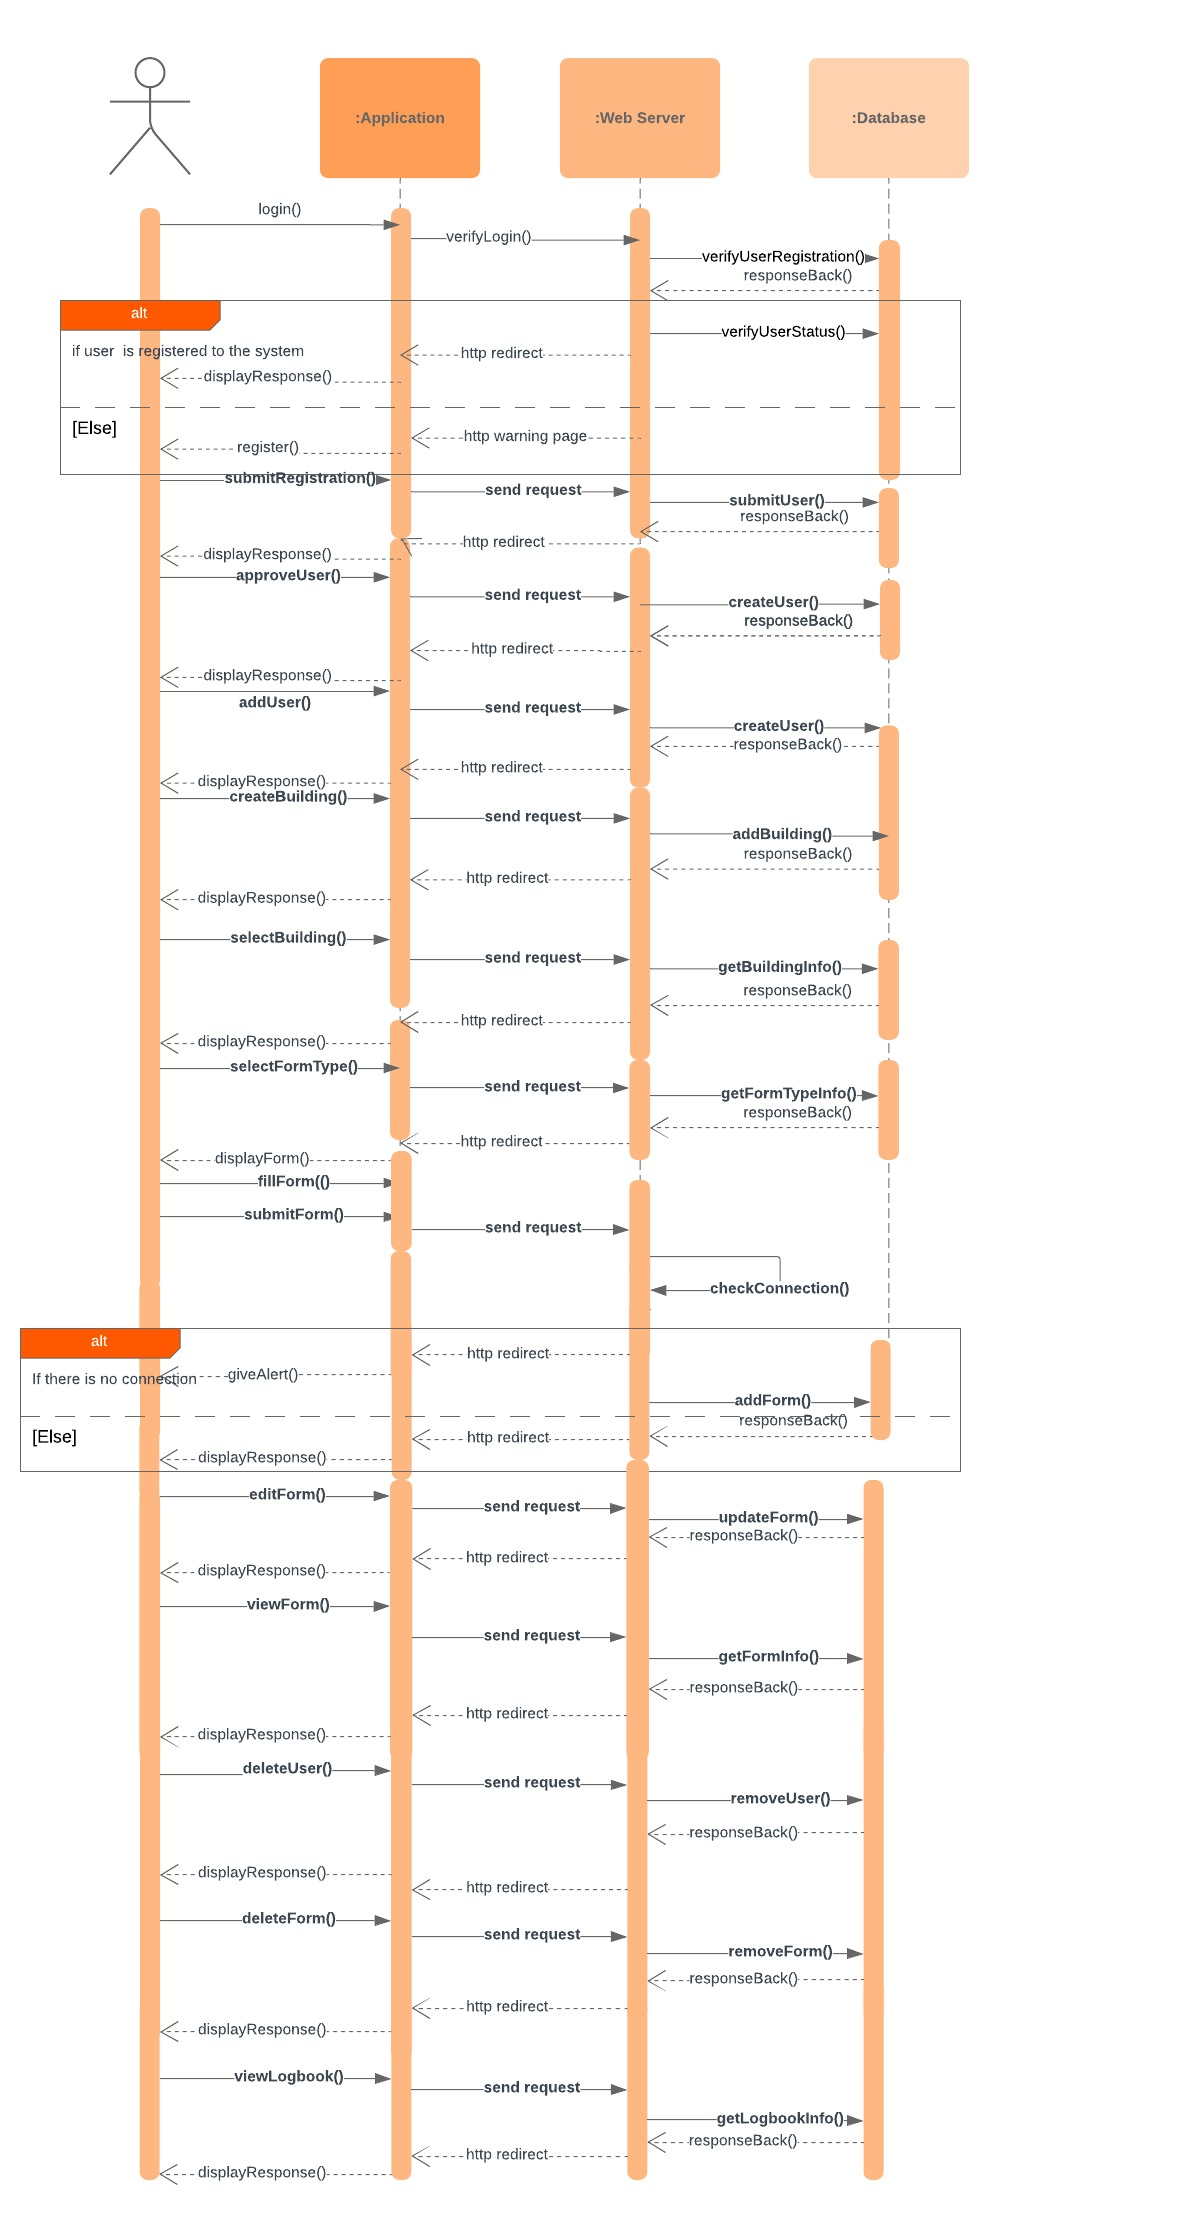 :Application
:Web Server
:Database
login()
verifyLogin()
verifyUserRegistration()
responseBack()
alt
verifyUserStatus()
if user  is registered to the system
http redirect
displayResponse()
[Else]
http warning page
register()
submitRegistration()
send request
submitUser()
responseBack()
http redirect
displayResponse()
approveUser()
send request
createUser()
responseBack()
http redirect
displayResponse()
addUser()
send request
createUser()
responseBack()
http redirect
displayResponse()
createBuilding()
send request
addBuilding()
responseBack()
http redirect
displayResponse()
selectBuilding()
send request
getBuildingInfo()
responseBack()
http redirect
displayResponse()
selectFormType()
send request
getFormTypeInfo()
responseBack()
http redirect
displayForm()
fillForm(()
submitForm()
send request
checkConnection()
alt
http redirect
If there is no connection
giveAlert()
addForm()
responseBack()
[Else]
http redirect
displayResponse()
editForm()
send request
updateForm()
responseBack()
http redirect
displayResponse()
viewForm()
send request
getFormInfo()
responseBack()
http redirect
displayResponse()
deleteUser()
send request
removeUser()
responseBack()
displayResponse()
http redirect
deleteForm()
send request
removeForm()
responseBack()
http redirect
displayResponse()
viewLogbook()
send request
getLogbookInfo()
responseBack()
http redirect
displayResponse()